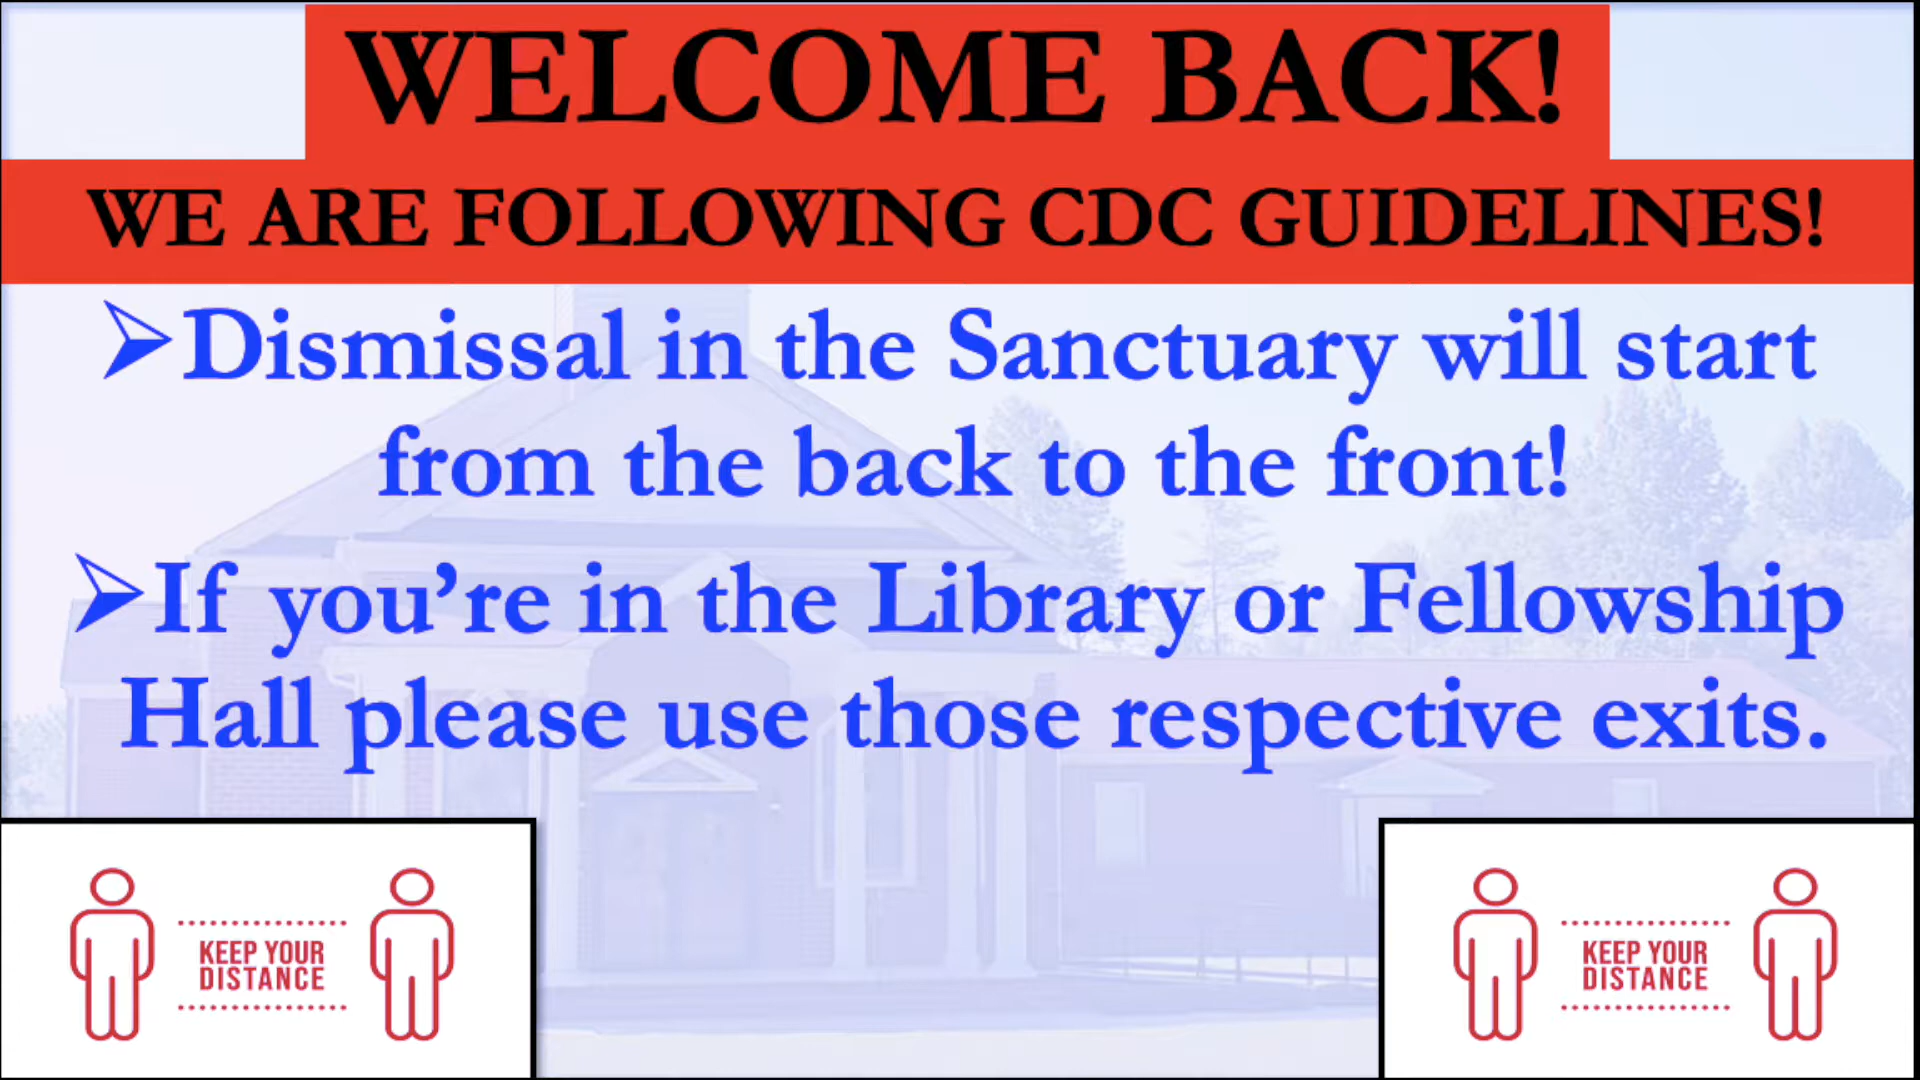 WELCOME BACK!
WE ARE FOLLOWING CDC GUIDELINES!
➢Dismissal in the Sanctuary will start
from the back to the front!
➢If you’re in the Library or Fellowship
Hall please use those respective exits.
KEEP YOUR
DISTANCE
KEEP YOUR
DISTANCE